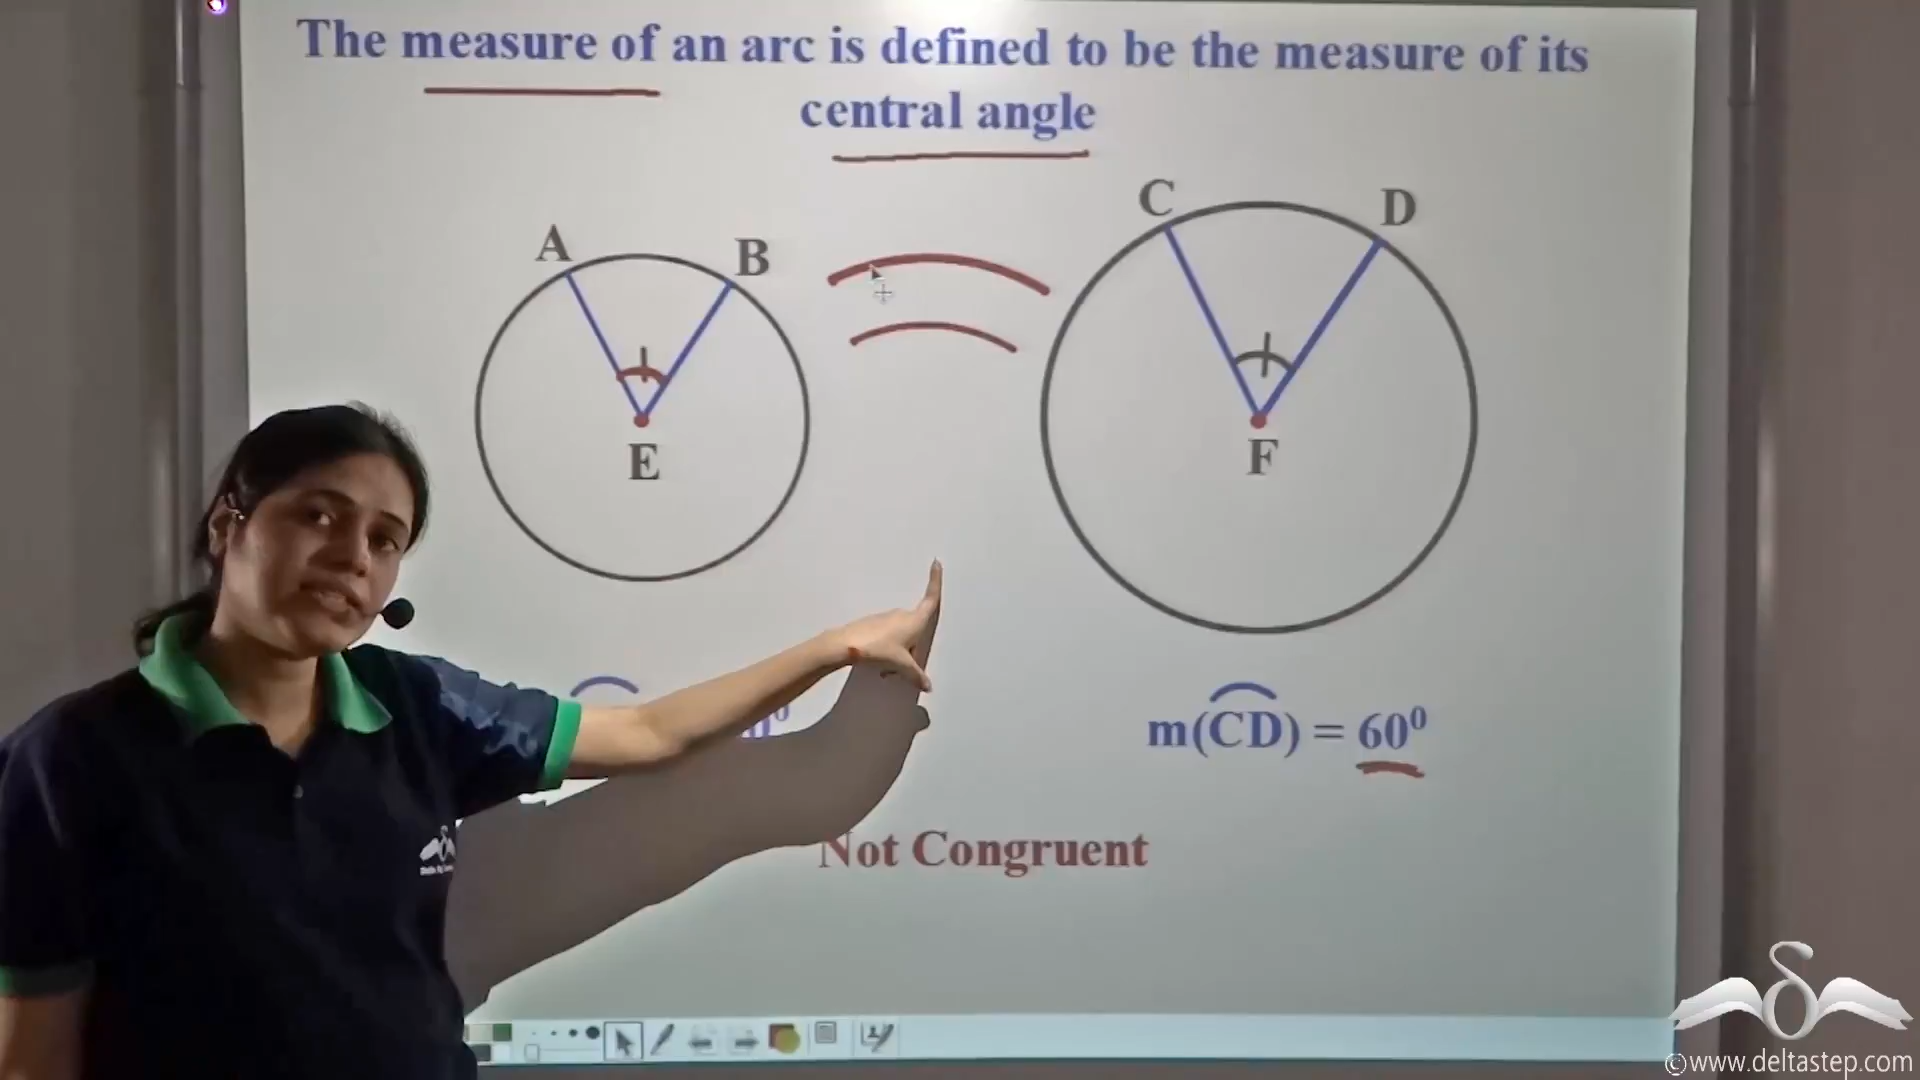 The measure of an arc is defined to be the measure of its
central angle
A
B
C
D
E
F
m(CD) = 60⁰
Not Congruent
©www.deltastep.com